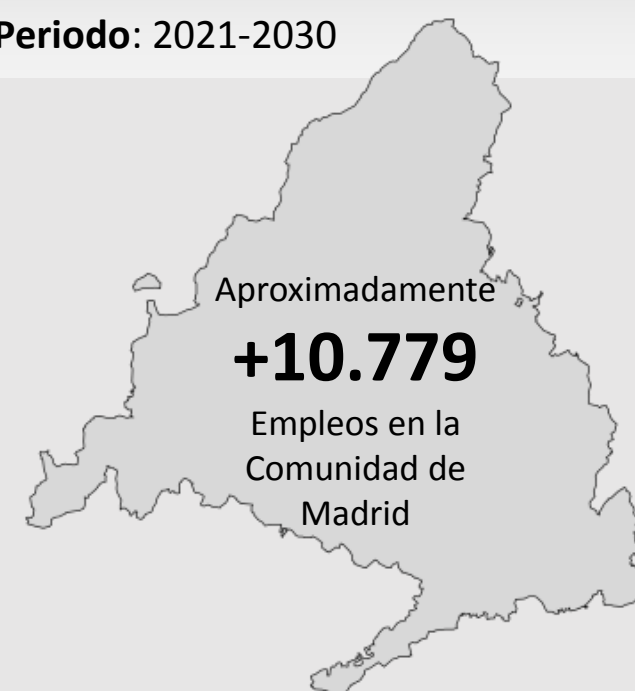 Periodo: 2021-2030
Aproximadamente
+10.779
Empleos en la
Comunidad de
Madrid